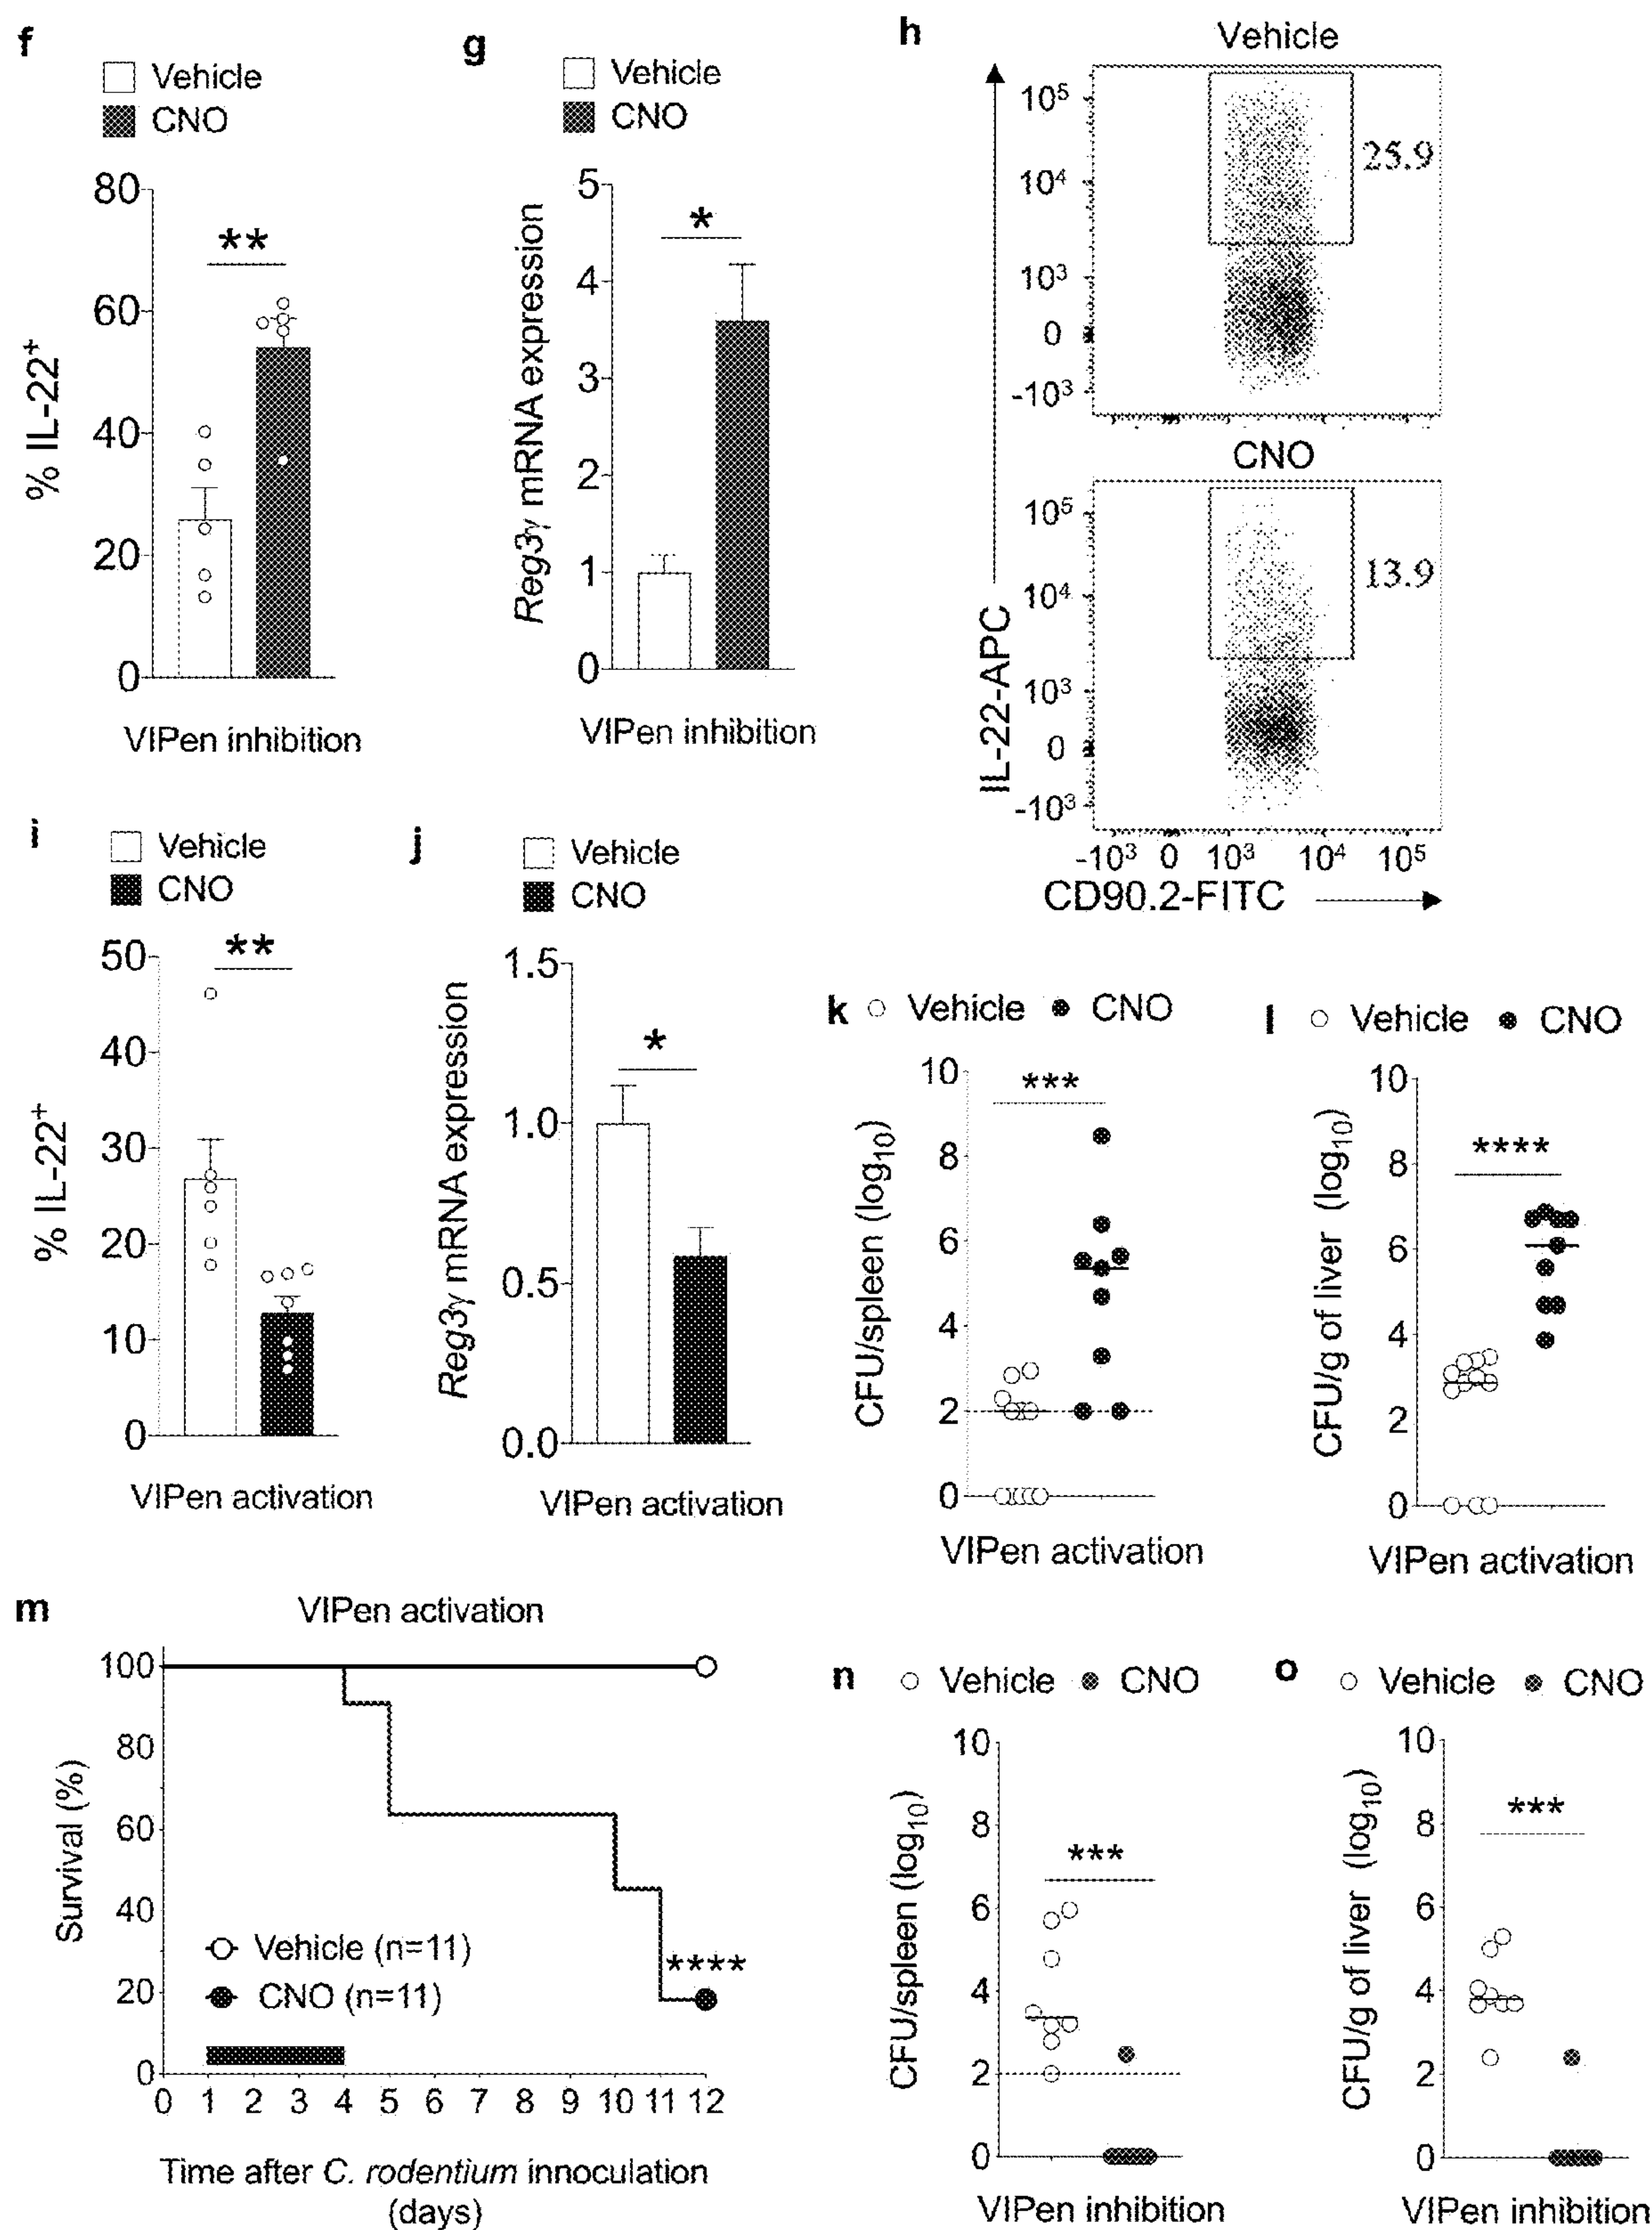 f
Vehicle
CNO
80
60
40
20
0
% IL-22+
**
VIPen inhibition
g
Vehicle
CNO
5
4
3
2
1
0
Reg3γ mRNA expression
*
VIPen inhibition
h
Vehicle
10⁵
10⁴
10³
0
-10³
25.9
CNO
10⁵
10⁴
10³
0
-10³
13.9
IL-22-APC
-10³ 0 10³ 10⁴ 10⁵
CD90.2-FITC
i
Vehicle
CNO
50
40
30
20
10
0
% IL-22+
**
VIPen activation
j
Vehicle
CNO
1.5
1.0
0.5
0.0
Reg3γ mRNA expression
*
VIPen activation
k Vehicle CNO
10
8
6
4
2
0
CFU/spleen (log₁₀)
***
VIPen activation
l Vehicle CNO
10
8
6
4
2
0
CFU/g of liver (log₁₀)
****
VIPen activation
m
VIPen activation
100
80
60
40
20
0
Survival (%)
Vehicle (n=11)
CNO (n=11)
****
0 1 2 3 4 5 6 7 8 9 10 11 12
Time after C. rodentium innoculation
(days)
n Vehicle CNO
10
8
6
4
2
0
CFU/spleen (log₁₀)
***
VIPen inhibition
o Vehicle CNO
10
8
6
4
2
0
CFU/g of liver (log₁₀)
***
VIPen inhibition